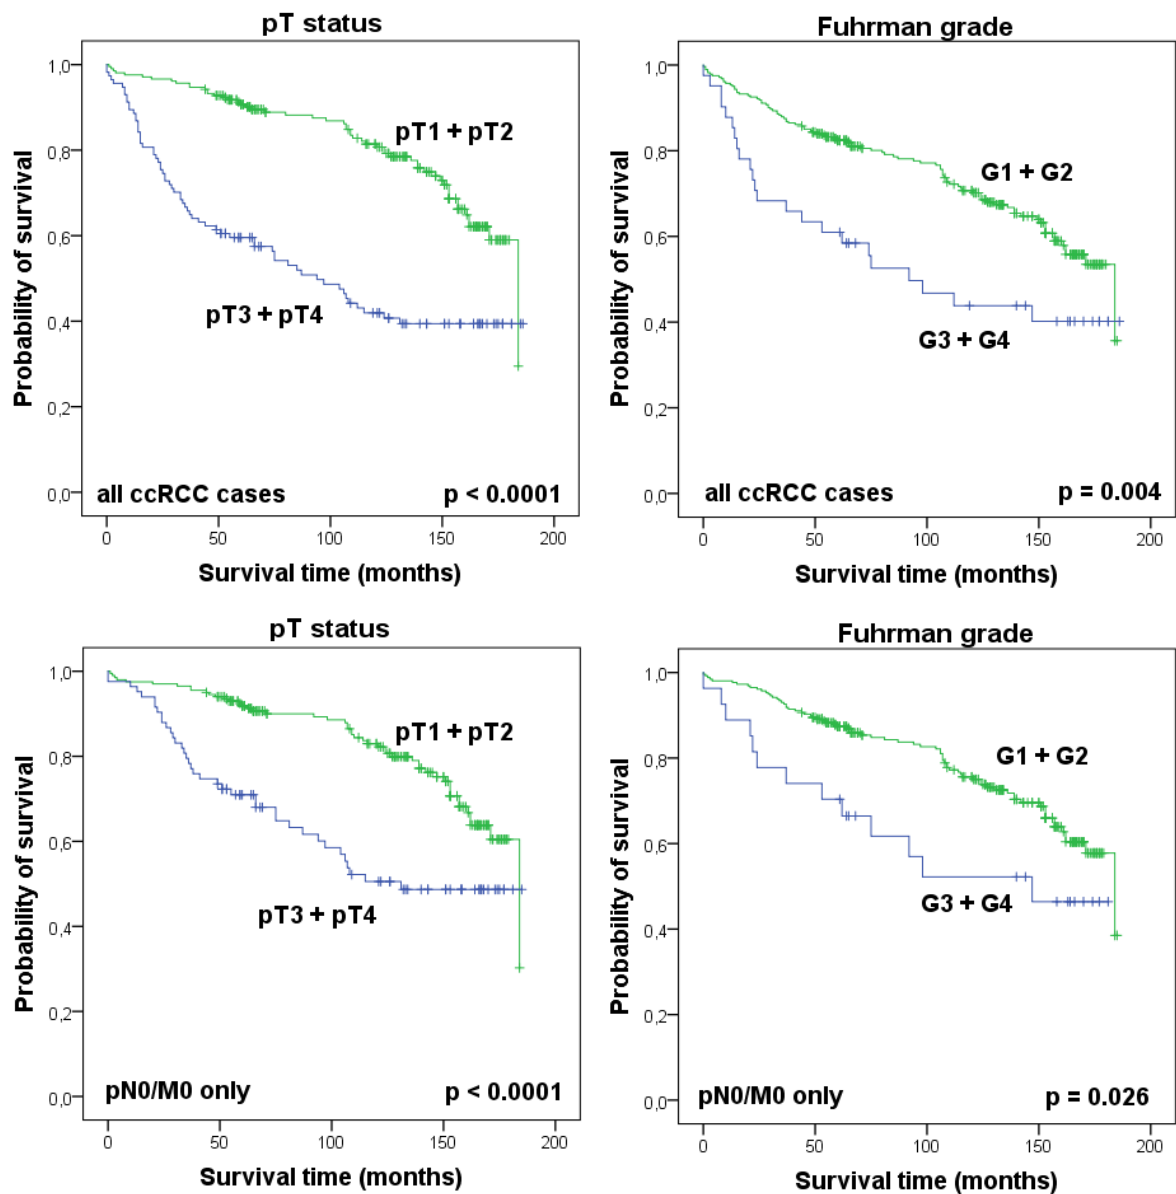 pT status
Probability of survival
1,0
0,8
0,6
0,4
0,2
0,0
pT1 + pT2
pT3 + pT4
all ccRCC cases
p < 0.0001
0 50 100 150 200
Survival time (months)
Fuhrman grade
Probability of survival
1,0
0,8
0,6
0,4
0,2
0,0
G1 + G2
G3 + G4
all ccRCC cases
p = 0.004
0 50 100 150 200
Survival time (months)
pT status
Probability of survival
1,0
0,8
0,6
0,4
0,2
0,0
pT1 + pT2
pT3 + pT4
pN0/M0 only
p < 0.0001
0 50 100 150 200
Survival time (months)
Fuhrman grade
Probability of survival
1,0
0,8
0,6
0,4
0,2
0,0
G1 + G2
G3 + G4
pN0/M0 only
p = 0.026
0 50 100 150 200
Survival time (months)